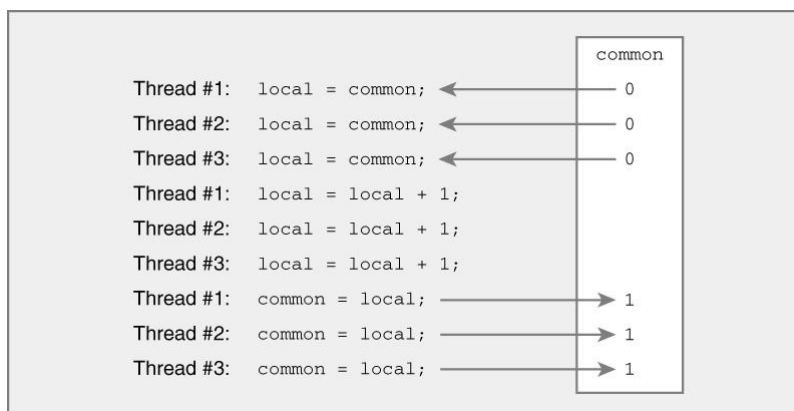 common
Thread #1: local = common; 0
Thread #2: local = common; 0
Thread #3: local = common; 0
Thread #1: local = local + 1;
Thread #2: local = local + 1;
Thread #3: local = local + 1;
Thread #1: common = local; 1
Thread #2: common = local; 1
Thread #3: common = local; 1